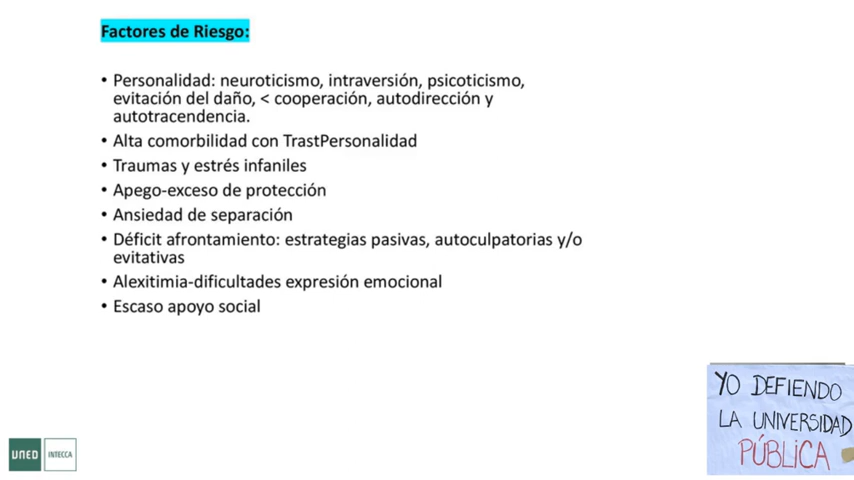 Factores de Riesgo:
• Personalidad: neuroticismo, intraversión, psicoticismo,
evitación del daño, < cooperación, autodirección y
autotracendencia.
• Alta comorbilidad con TrastPersonalidad
• Traumas y estrés infaniles
• Apego-exceso de protección
• Ansiedad de separación
• Déficit afrontamiento: estrategias pasivas, autoculpatorias y/o
evitativas
• Alexitimia-dificultades expresión emocional
• Escaso apoyo social
YO DEFIENDO
LA UNIVERSIDAD
PÚBLICA
UNED INTECCA